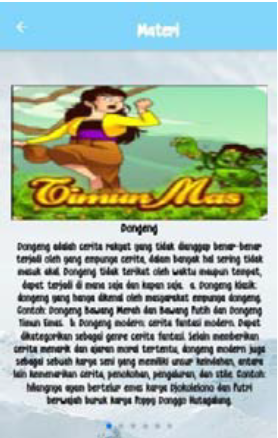 Materi
Timun Mas
Dongeng
Dongeng adalah cerita rakyat yang tidak dianggap benar-benar
terjadi oleh yang empunya cerita, dalam banyak hal sering tidak
masuk akal. Dongeng tidak terikat oleh waktu maupun tempat,
dapat terjadi di mana saja dan kapan saja. a. Dongeng klasik:
dongeng yang hanya dikenal oleh masyarakat empunya dongeng.
Contoh: Dongeng Bawang Merah dan Bawang Putih dan Dongeng
Timun Emas. b. Dongeng modern: cerita fantasi modern. Dapat
dikategorikan sebagai genre cerita fantasi. Selain memberikan
cerita menarik dan ajaran moral tertentu, dongeng modern juga
sebagai sebuah karya seni yang memiliki unsur keindahan, antara
lain kemenarikan cerita, penokohan, pengaluran, dan stile. Contoh:
hilangnya ayam bertelur emas karya Djokolelono dan Putri
berwajah buruk karya Poppy Donggo Hutagalung.